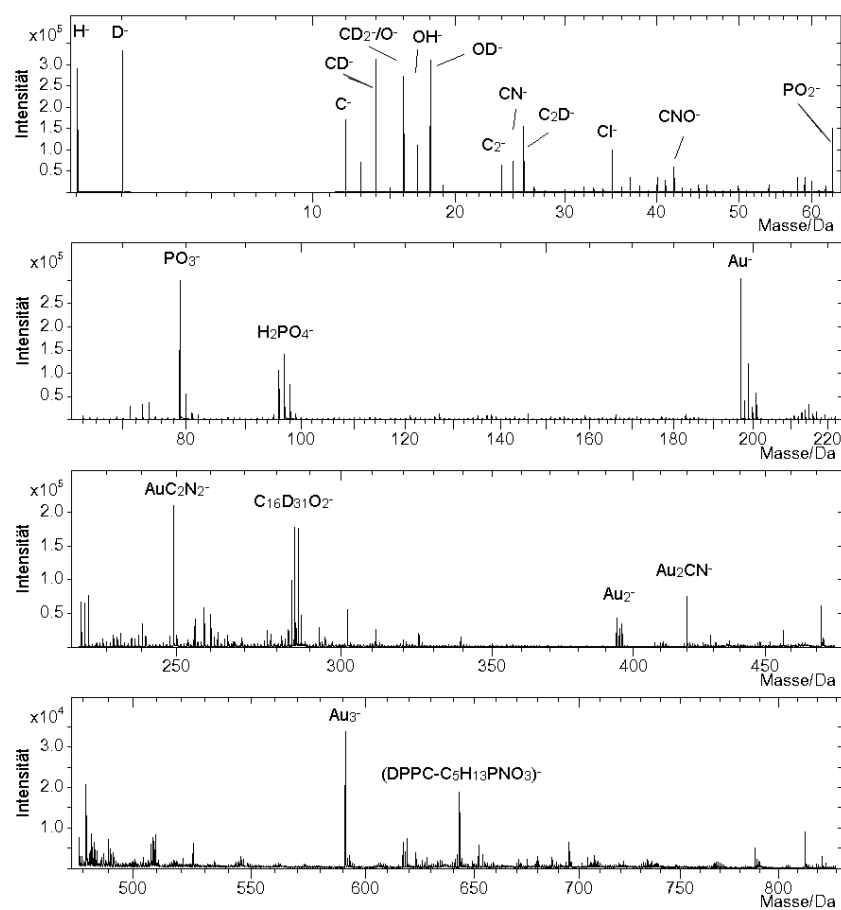 x10⁵
Intensität
3.0
2.5
2.0
1.5
1.0
0.5
H⁻
D⁻
C⁻
CD⁻
CD₂⁻/O⁻
OH⁻
OD⁻
C₂⁻
CN⁻
C₂D⁻
Cl⁻
CNO⁻
PO₂⁻
10 20 30 40 50 60
Masse/Da
x10⁵
Intensität
2.5
2.0
1.5
1.0
0.5
PO₃⁻
H₂PO₄⁻
Au⁻
80 100 120 140 160 180 200 220
Masse/Da
x10⁵
Intensität
2.0
1.5
1.0
0.5
AuC₂N₂⁻
C₁₆D₃₁O₂⁻
Au₂⁻
Au₂CN⁻
250 300 350 400 450
Masse/Da
x10⁴
Intensität
3.0
2.0
1.0
Au₃⁻
(DPPC-C₅H₁₃PNO₃)⁻
500 550 600 650 700 750 800
Masse/Da